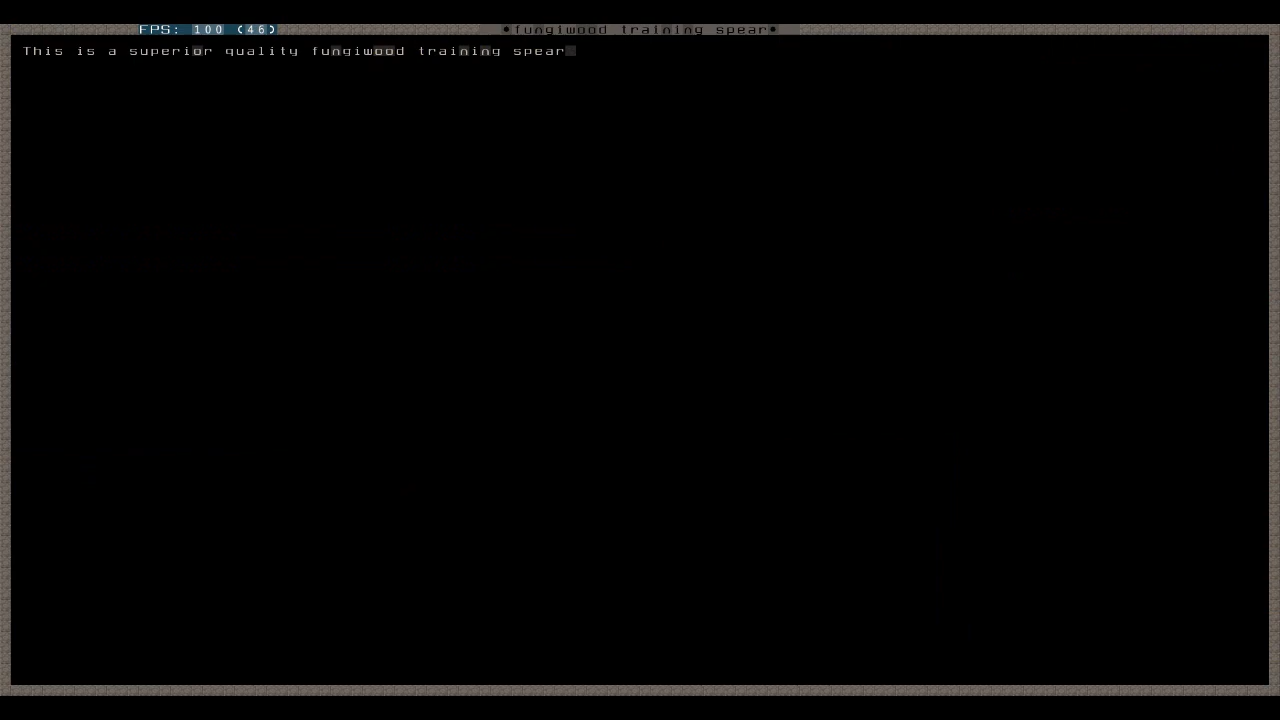 FPS: 100 (46)
•fungiwood training spear•
This is a superior quality fungiwood training spear